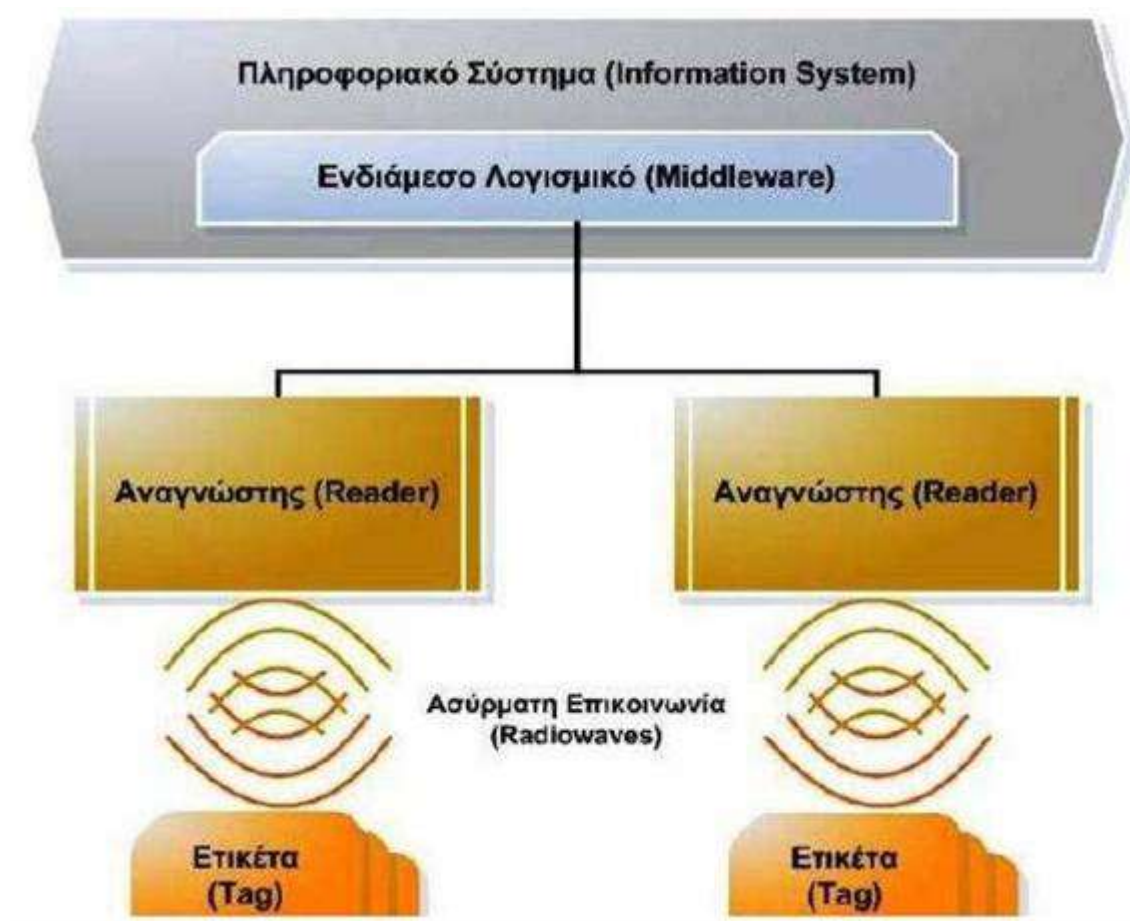 Πληροφοριακό Σύστημα (Information System)
Ενδιάμεσο Λογισμικό (Middleware)
Αναγνώστης (Reader)
Αναγνώστης (Reader)
Ασύρματη Επικοινωνία
(Radiowaves)
Ετικέτα
(Tag)
Ετικέτα
(Tag)